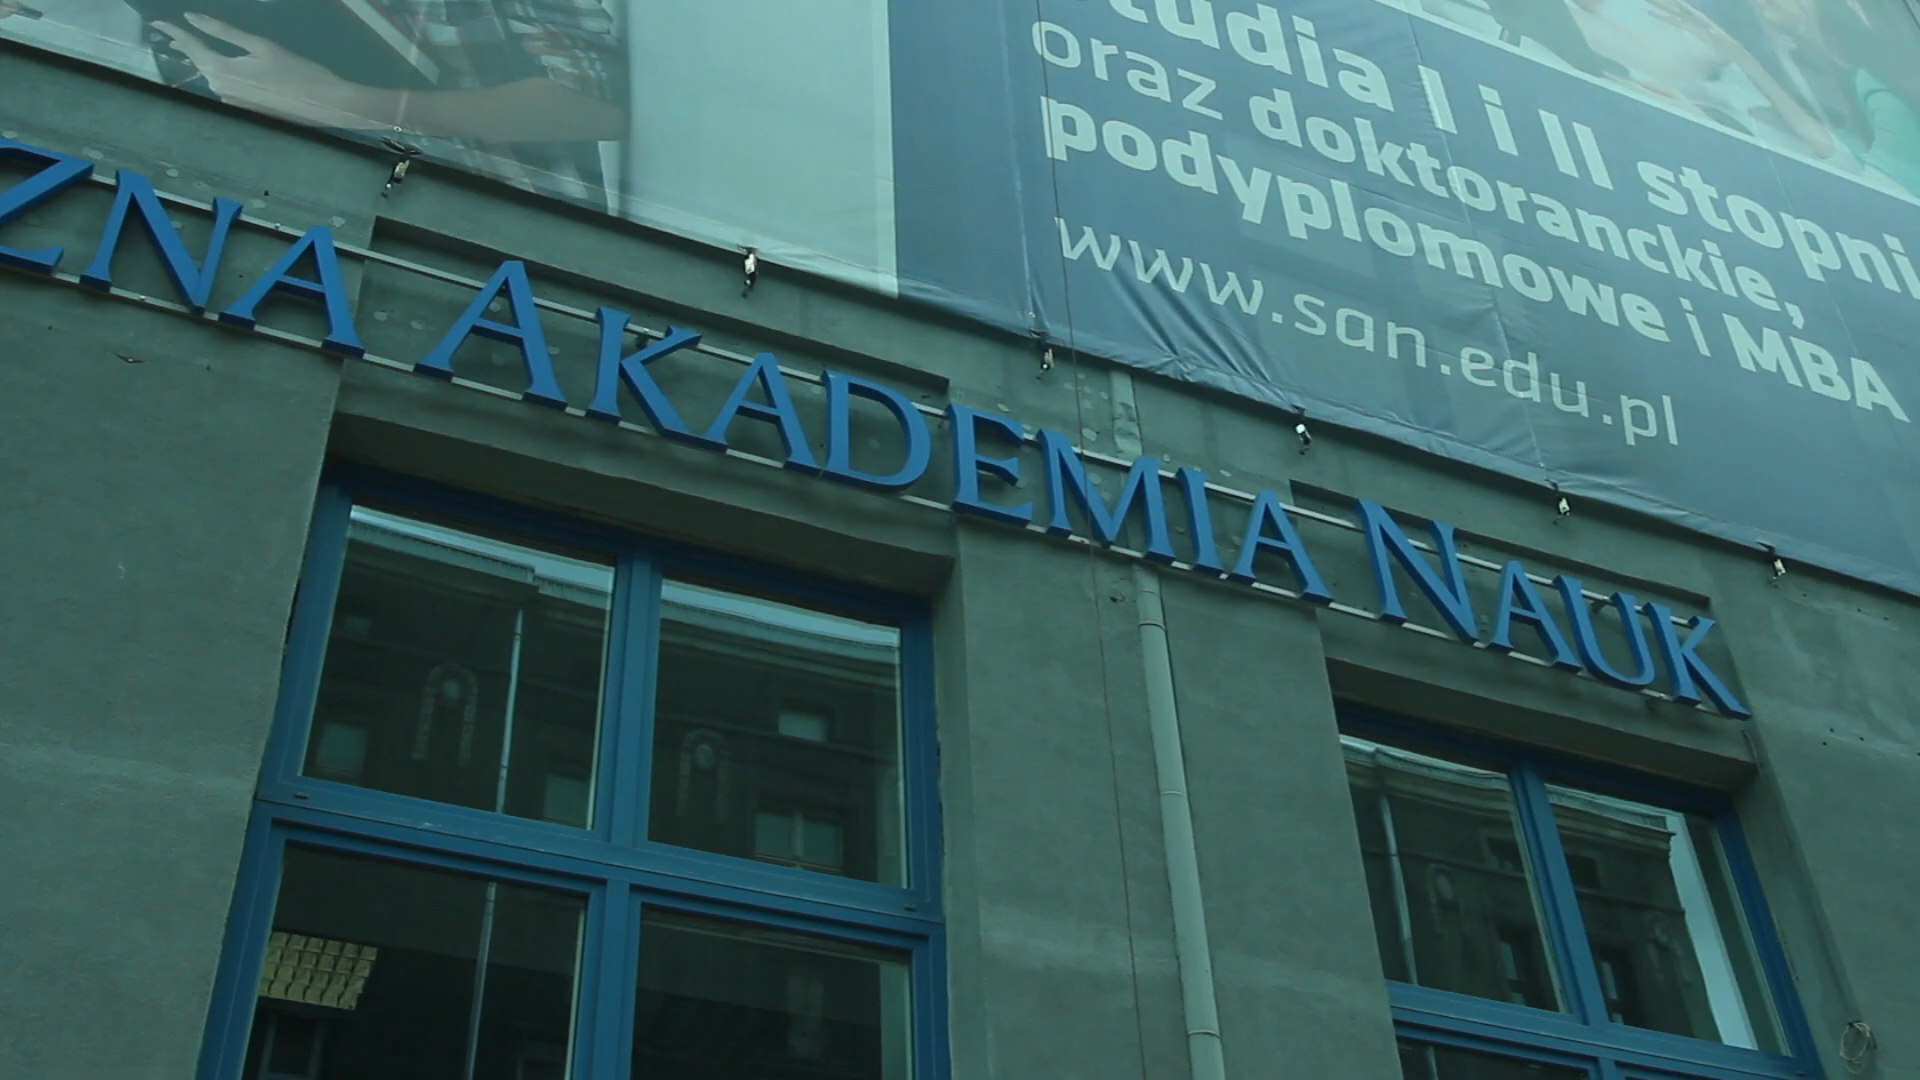 studia I i II stopni
oraz doktoranckie,
podyplomowe i MBA
www.san.edu.pl
ZNA AKADEMIA NAUK